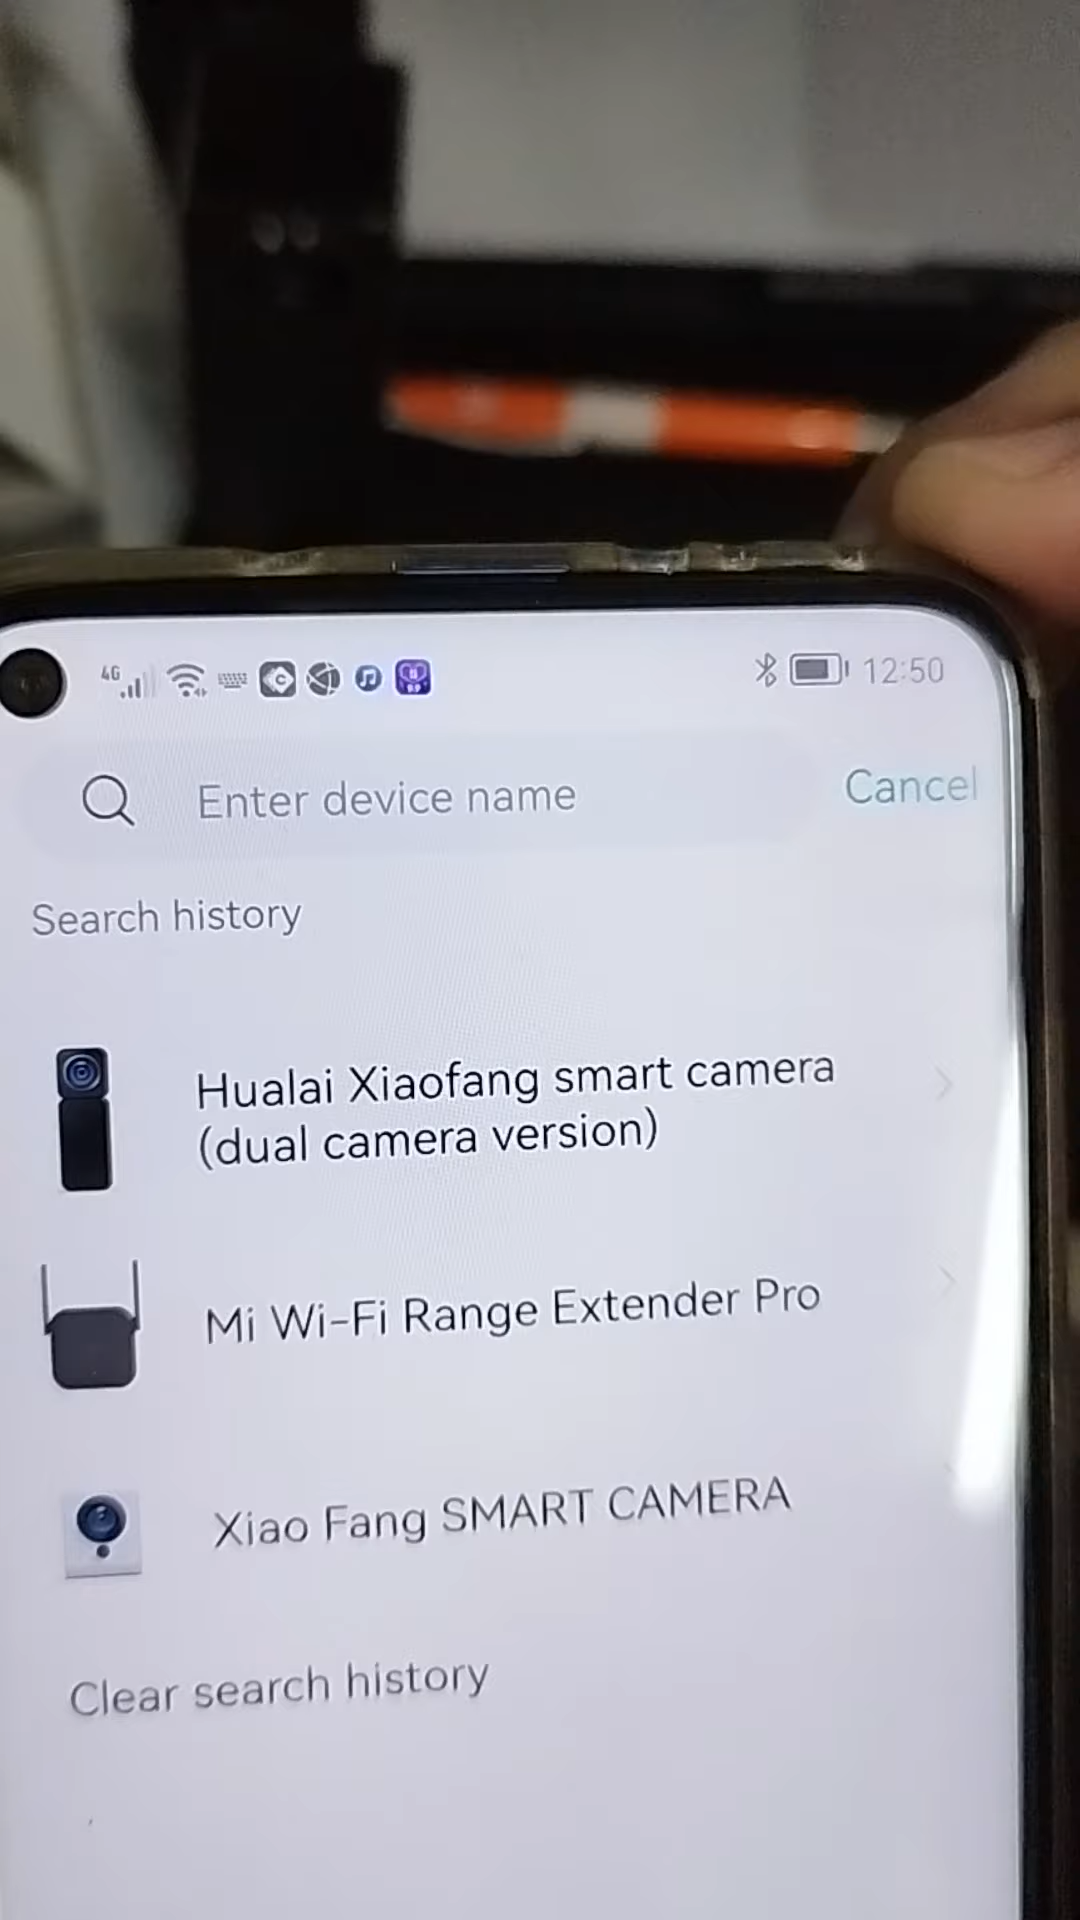 4G 12:50
Enter device name Cancel
Search history
Hualai Xiaofang smart camera
(dual camera version)
Mi Wi-Fi Range Extender Pro
Xiao Fang SMART CAMERA
Clear search history